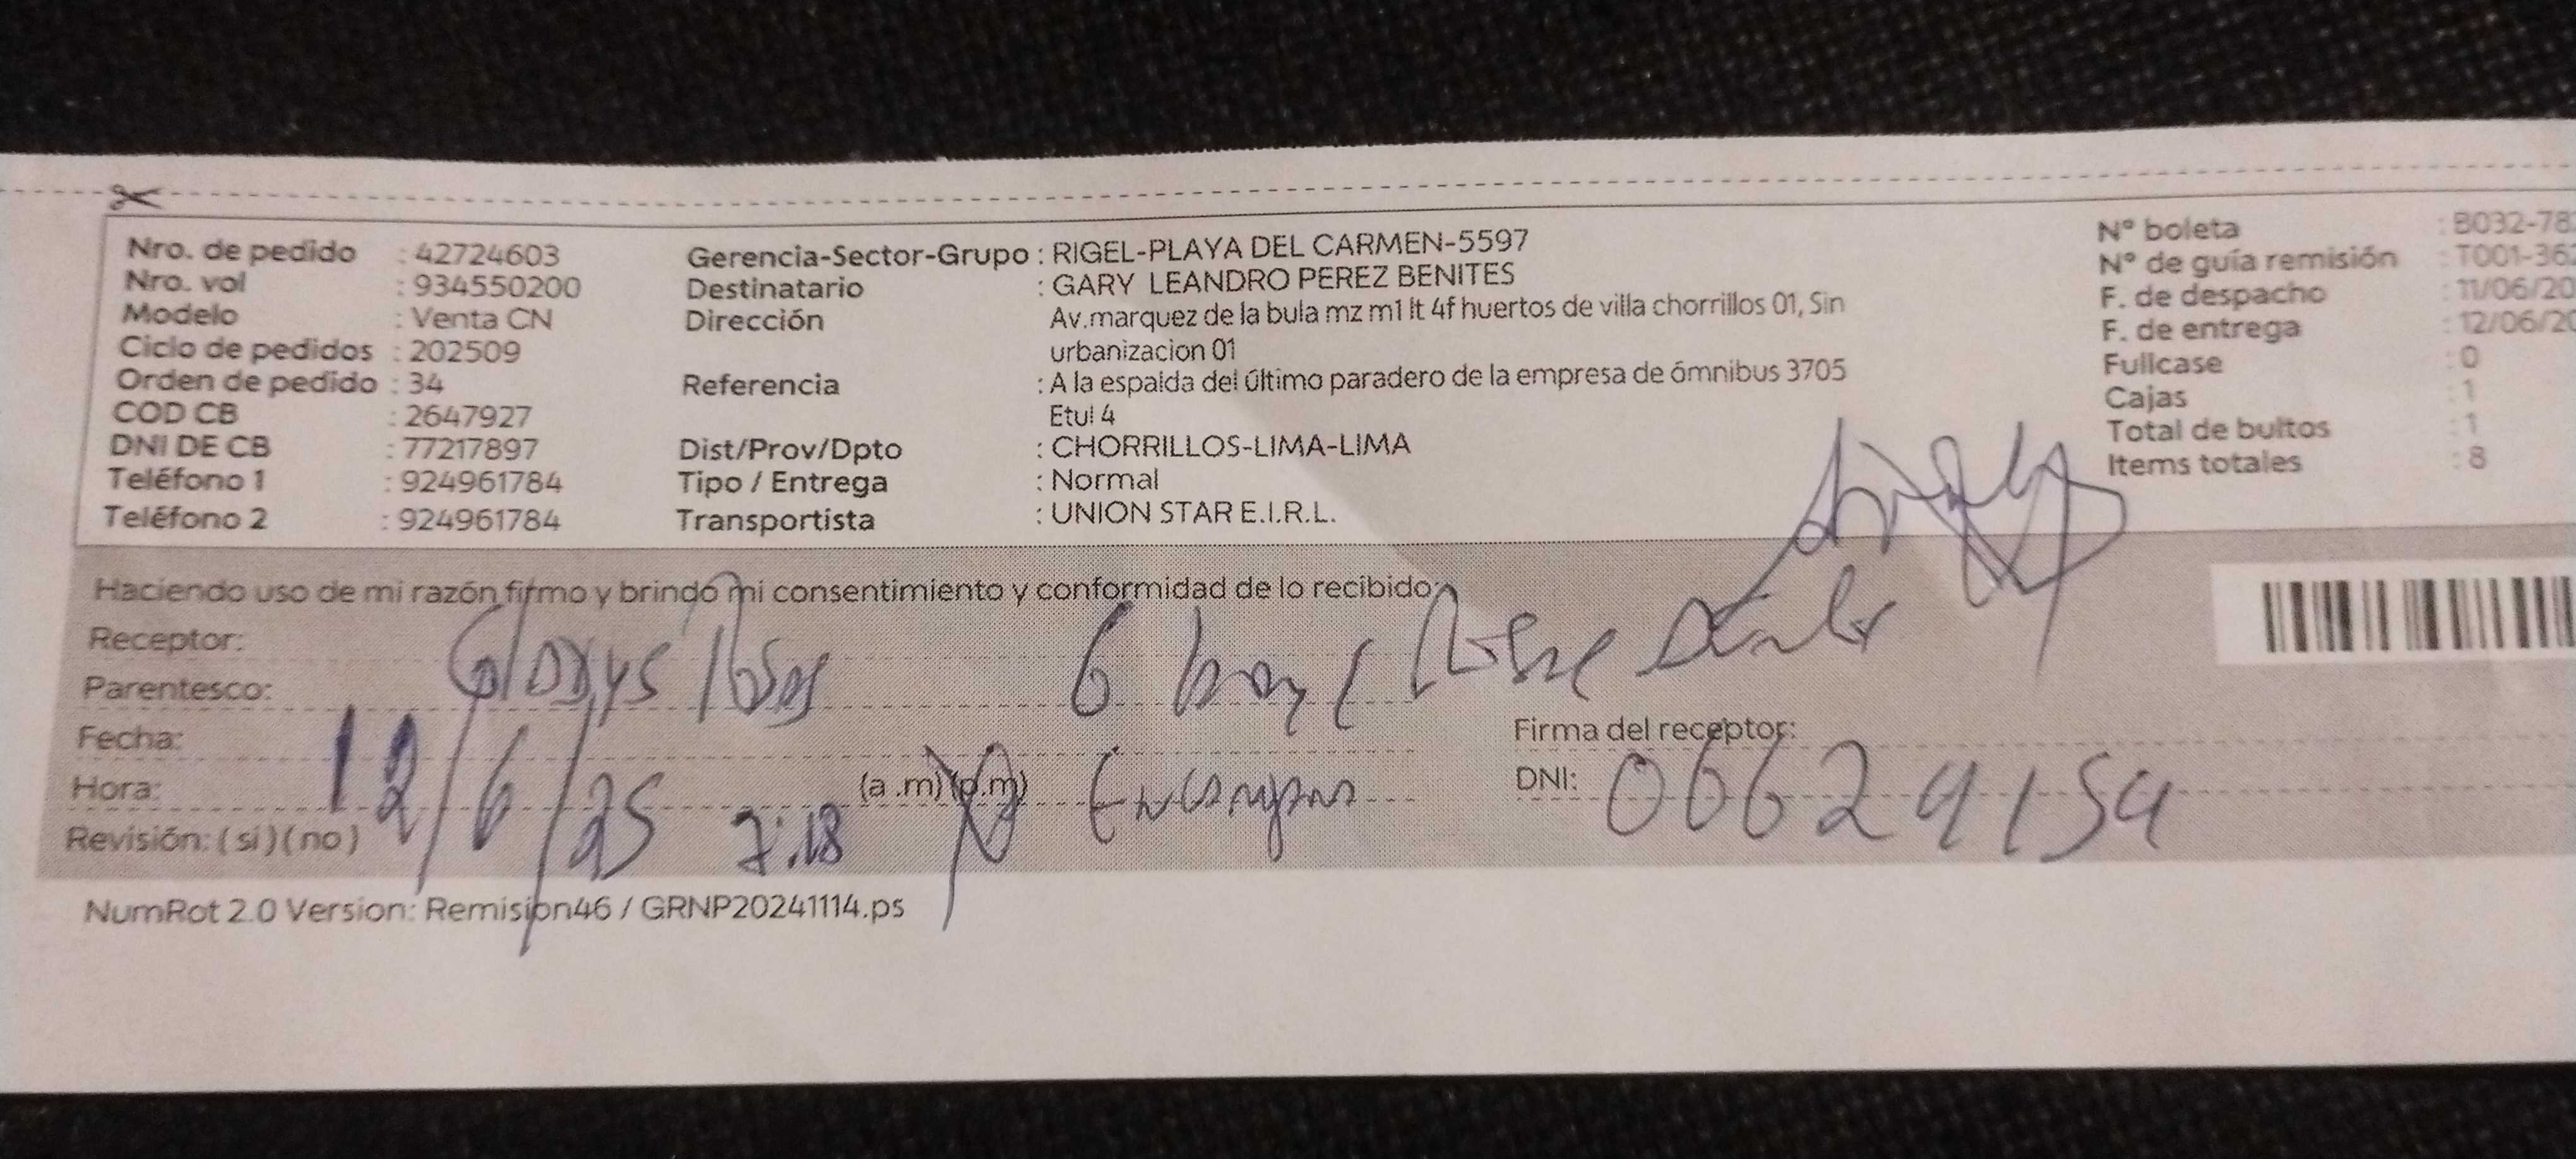 Nro. de pedido : 42724603
Nro. vol : 934550200
Modelo : Venta CN
Ciclo de pedidos : 202509
Orden de pedido : 34
COD CB : 2647927
DNI DE CB : 77217897
Teléfono 1 : 924961784
Teléfono 2 : 924961784
Gerencia-Sector-Grupo : RIGEL-PLAYA DEL CARMEN-5597
Destinatario : GARY LEANDRO PEREZ BENITES
Dirección Av.marquez de la bula mz m1 lt 4f huertos de villa chorrillos 01, Sin
urbanizacion 01
Referencia : A la espalda del último paradero de la empresa de ómnibus 3705
Etul 4
Dist/Prov/Dpto : CHORRILLOS-LIMA-LIMA
Tipo / Entrega : Normal
Transportista : UNION STAR E.I.R.L.
N° boleta : B032-78
N° de guía remisión : T001-362
F. de despacho : 11/06/20
F. de entrega : 12/06/20
Fullcase : 0
Cajas : 1
Total de bultos : 1
Items totales : 8
Haciendo uso de mi razón firmo y brindo mi consentimiento y conformidad de lo recibido:
Receptor:
Parentesco: Gladys 6
Fecha: 12/6/25
Hora: 7:18 (a .m)(p.m)
Revisión: ( si )( no )
Firma del receptor:
DNI: 06629154
NumRot 2.0 Version: Remision46 / GRNP20241114.ps